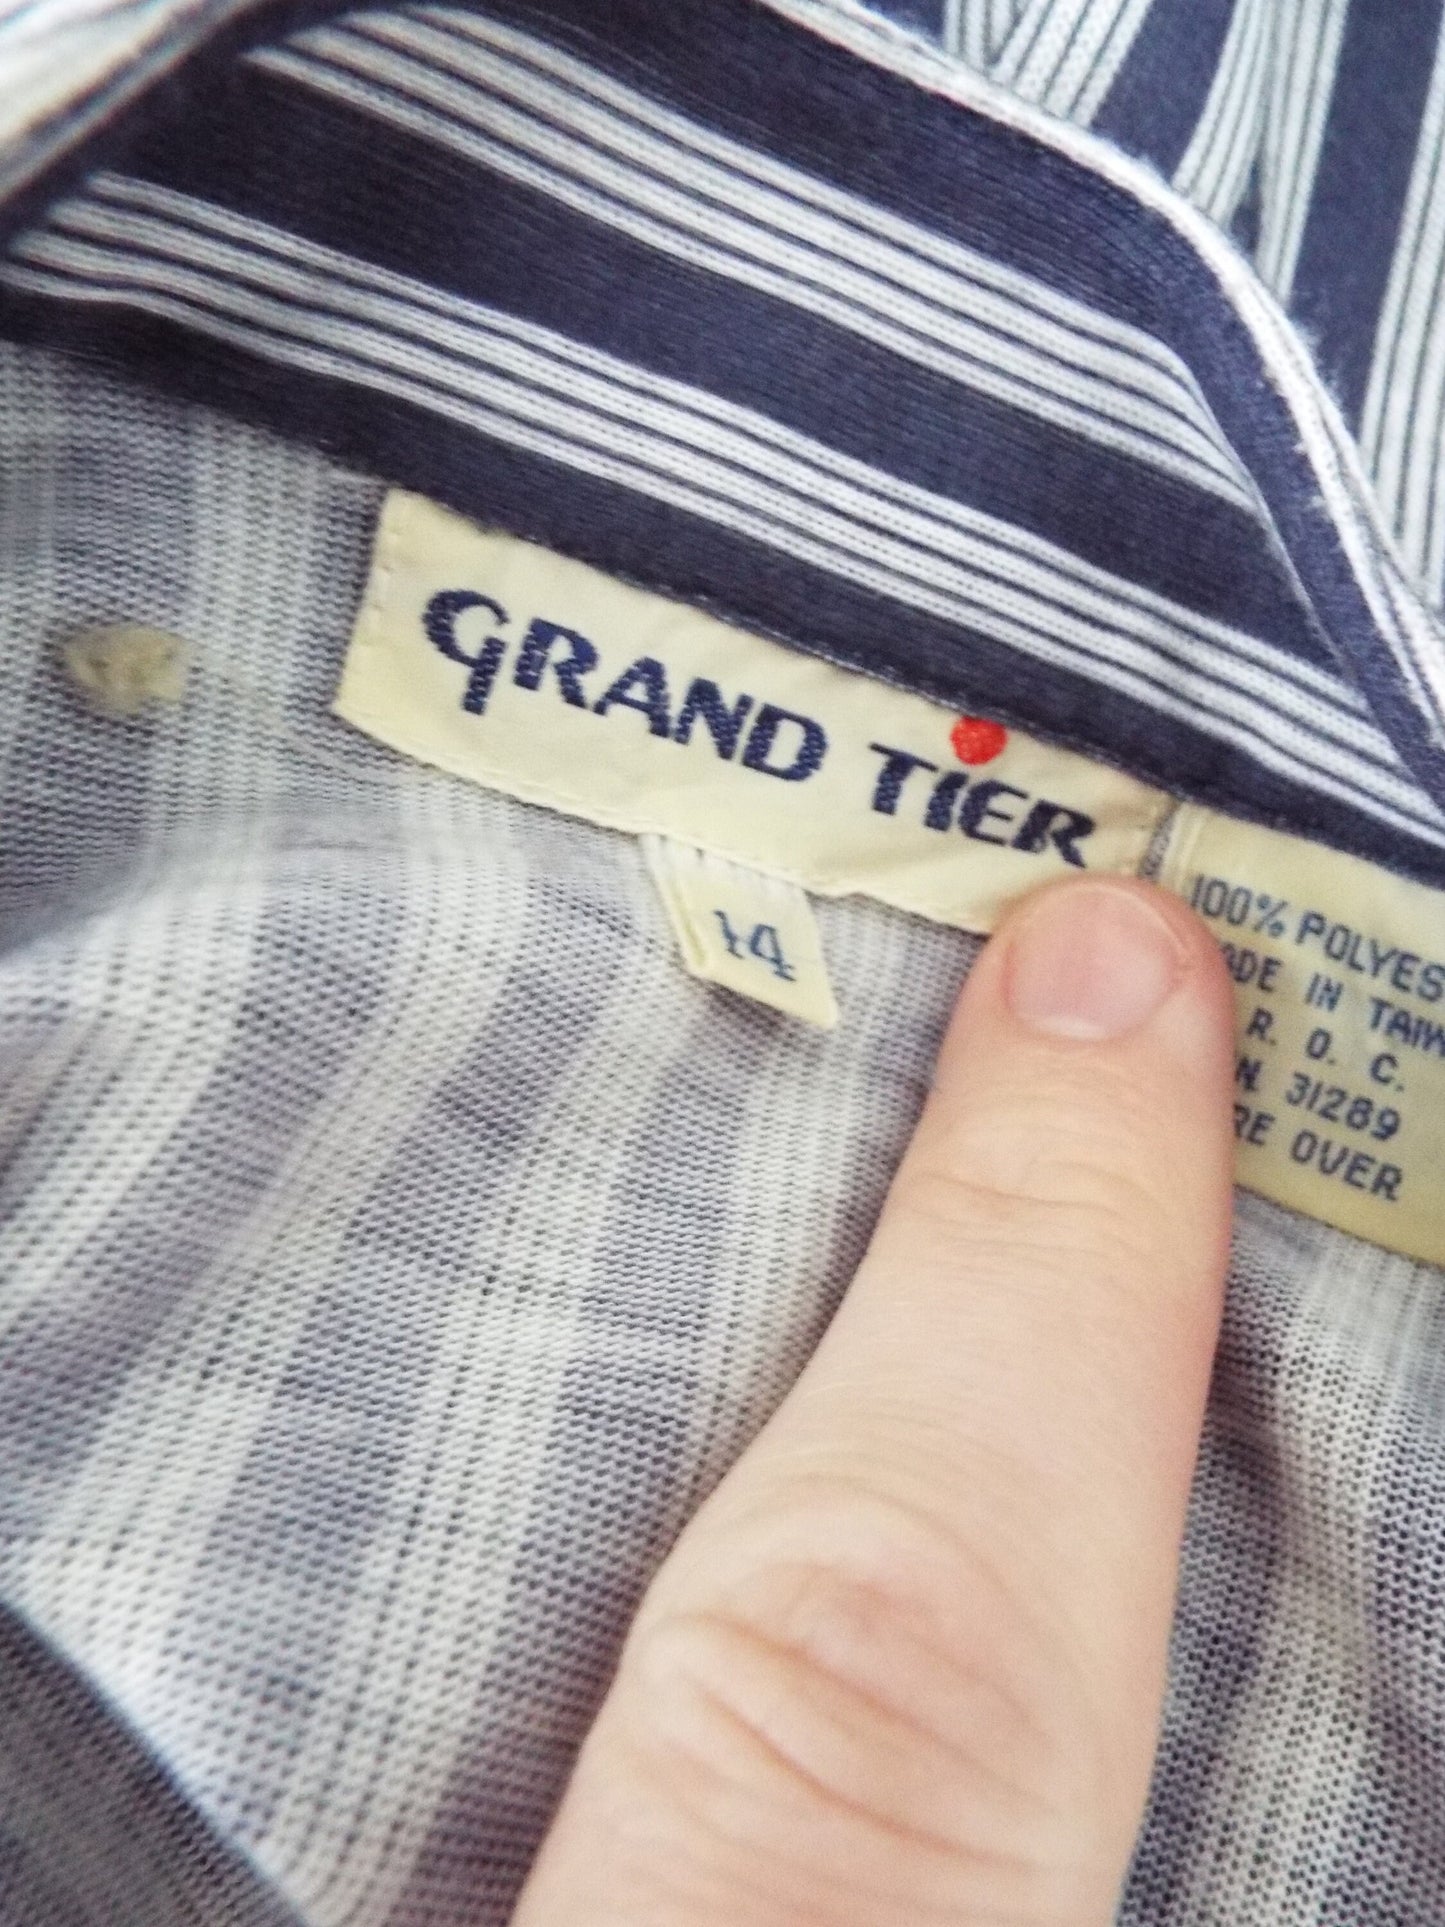 GRAND TiER
14
100% POLYES
ADE IN TAIW
R. O. C.
N. 31289
RE OVER